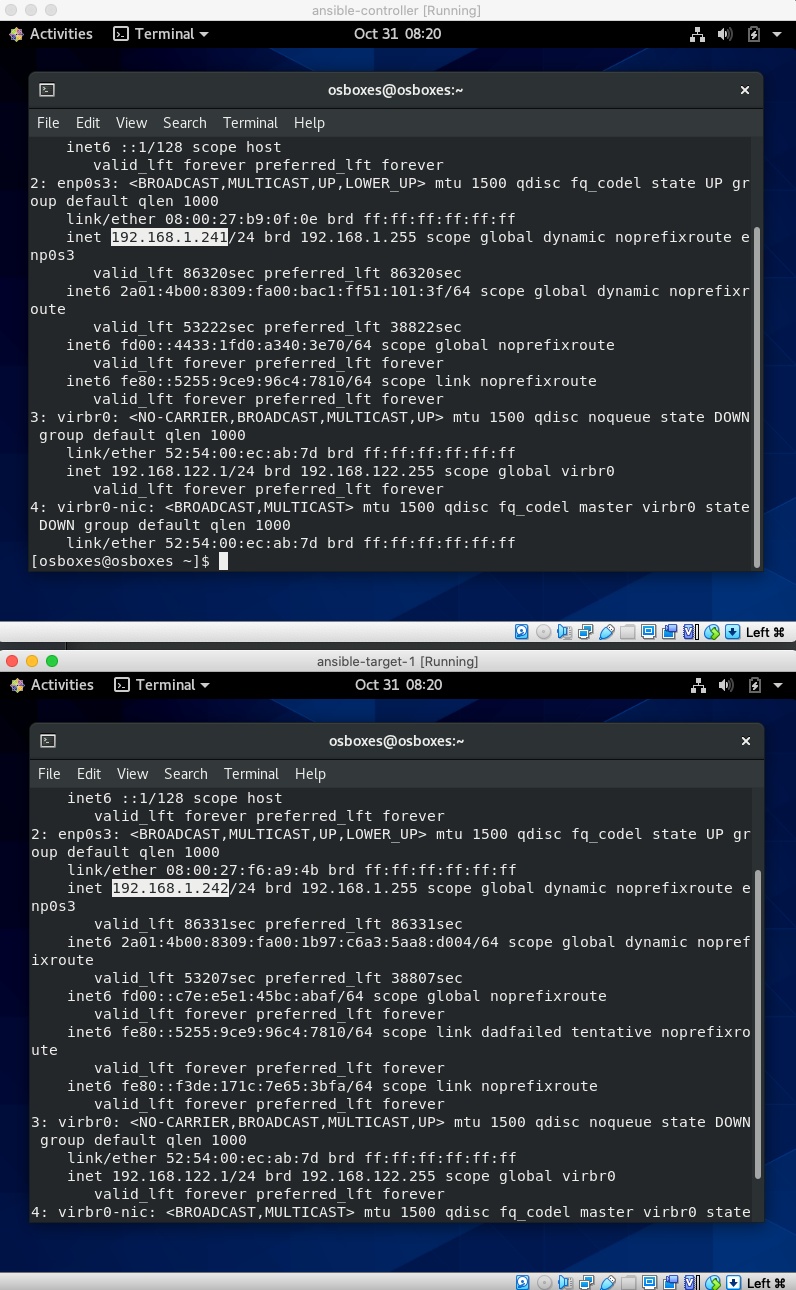 ansible-controller [Running]
Activities Terminal Oct 31 08:20
osboxes@osboxes:~
File Edit View Search Terminal Help
inet6 ::1/128 scope host
valid_lft forever preferred_lft forever
2: enp0s3: <BROADCAST,MULTICAST,UP,LOWER_UP> mtu 1500 qdisc fq_codel state UP gr
oup default qlen 1000
link/ether 08:00:27:b9:0f:0e brd ff:ff:ff:ff:ff:ff
inet 192.168.1.241/24 brd 192.168.1.255 scope global dynamic noprefixroute e
np0s3
valid_lft 86320sec preferred_lft 86320sec
inet6 2a01:4b00:8309:fa00:bac1:ff51:101:3f/64 scope global dynamic noprefixr
oute
valid_lft 53222sec preferred_lft 38822sec
inet6 fd00::4433:1fd0:a340:3e70/64 scope global noprefixroute
valid_lft forever preferred_lft forever
inet6 fe80::5255:9ce9:96c4:7810/64 scope link noprefixroute
valid_lft forever preferred_lft forever
3: virbr0: <NO-CARRIER,BROADCAST,MULTICAST,UP> mtu 1500 qdisc noqueue state DOWN
group default qlen 1000
link/ether 52:54:00:ec:ab:7d brd ff:ff:ff:ff:ff:ff
inet 192.168.122.1/24 brd 192.168.122.255 scope global virbr0
valid_lft forever preferred_lft forever
4: virbr0-nic: <BROADCAST,MULTICAST> mtu 1500 qdisc fq_codel master virbr0 state
DOWN group default qlen 1000
link/ether 52:54:00:ec:ab:7d brd ff:ff:ff:ff:ff:ff
[osboxes@osboxes ~]$
Left ⌘
ansible-target-1 [Running]
Activities Terminal Oct 31 08:20
osboxes@osboxes:~
File Edit View Search Terminal Help
inet6 ::1/128 scope host
valid_lft forever preferred_lft forever
2: enp0s3: <BROADCAST,MULTICAST,UP,LOWER_UP> mtu 1500 qdisc fq_codel state UP gr
oup default qlen 1000
link/ether 08:00:27:f6:a9:4b brd ff:ff:ff:ff:ff:ff
inet 192.168.1.242/24 brd 192.168.1.255 scope global dynamic noprefixroute e
np0s3
valid_lft 86331sec preferred_lft 86331sec
inet6 2a01:4b00:8309:fa00:1b97:c6a3:5aa8:d004/64 scope global dynamic nopref
ixroute
valid_lft 53207sec preferred_lft 38807sec
inet6 fd00::c7e:e5e1:45bc:abaf/64 scope global noprefixroute
valid_lft forever preferred_lft forever
inet6 fe80::5255:9ce9:96c4:7810/64 scope link dadfailed tentative noprefixro
ute
valid_lft forever preferred_lft forever
inet6 fe80::f3de:171c:7e65:3bfa/64 scope link noprefixroute
valid_lft forever preferred_lft forever
3: virbr0: <NO-CARRIER,BROADCAST,MULTICAST,UP> mtu 1500 qdisc noqueue state DOWN
group default qlen 1000
link/ether 52:54:00:ec:ab:7d brd ff:ff:ff:ff:ff:ff
inet 192.168.122.1/24 brd 192.168.122.255 scope global virbr0
valid_lft forever preferred_lft forever
4: virbr0-nic: <BROADCAST,MULTICAST> mtu 1500 qdisc fq_codel master virbr0 state
Left ⌘